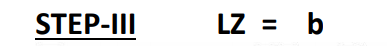 STEP-III LZ = b